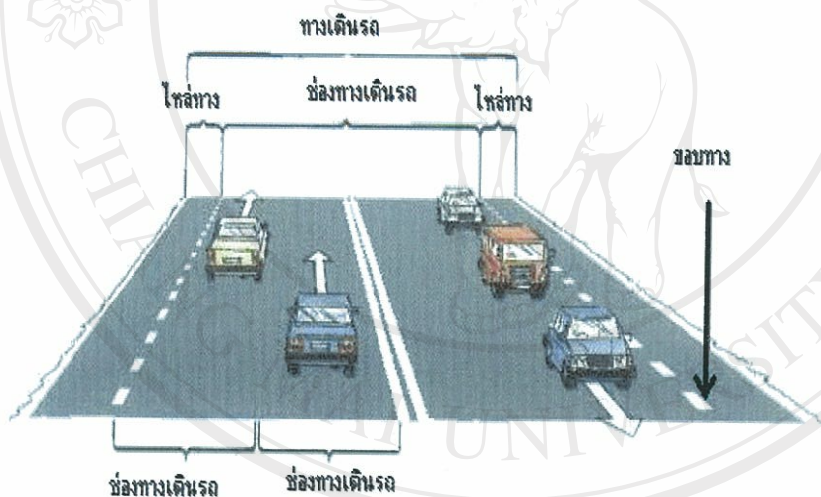 ทางเดินรถ
ไหล่ทาง ช่องทางเดินรถ ไหล่ทาง
ขอบทาง
ช่องทางเดินรถ ช่องทางเดินรถ
CHIANG MAI UNIVERSITY